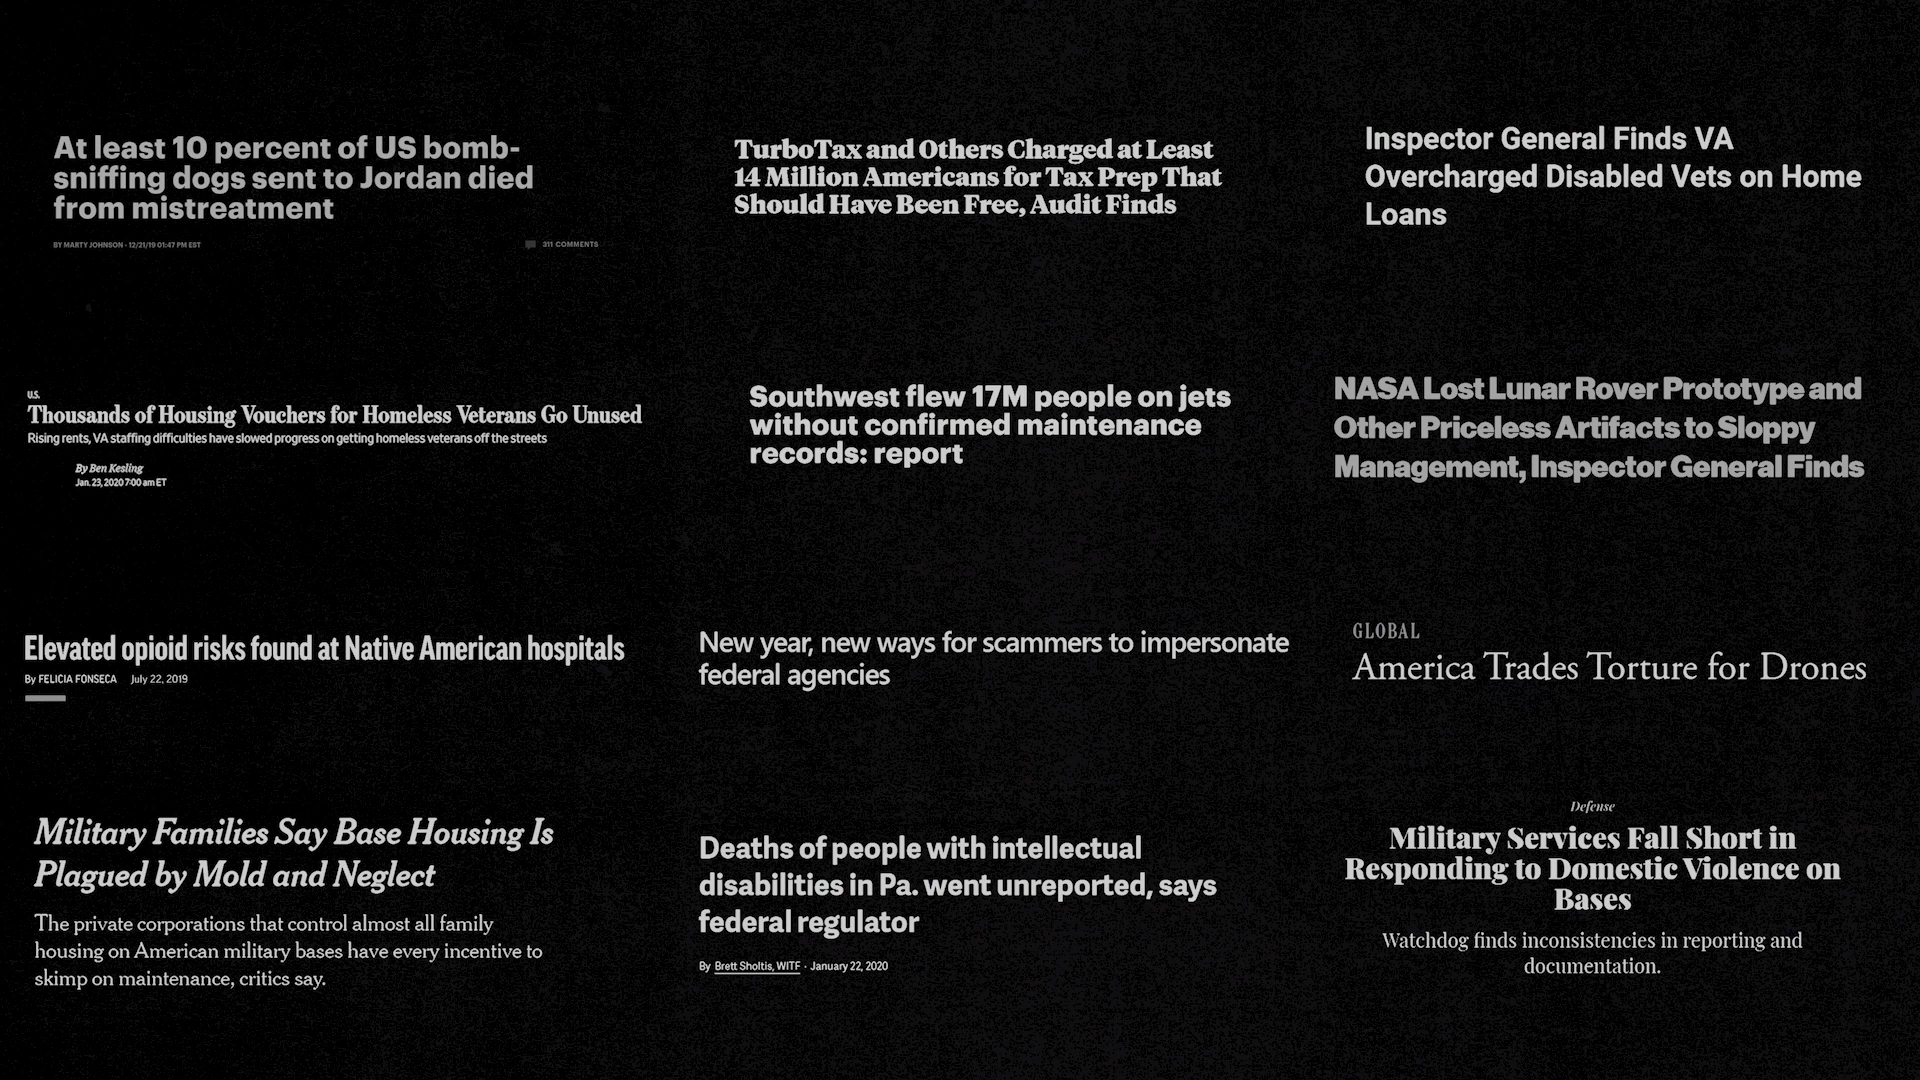 At least 10 percent of US bomb-
sniffing dogs sent to Jordan died
from mistreatment
BY MARTY JOHNSON - 12/21/19 01:47 PM EST
311 COMMENTS
TurboTax and Others Charged at Least
14 Million Americans for Tax Prep That
Should Have Been Free, Audit Finds
Inspector General Finds VA
Overcharged Disabled Vets on Home
Loans
U.S.
Thousands of Housing Vouchers for Homeless Veterans Go Unused
Rising rents, VA staffing difficulties have slowed progress on getting homeless veterans off the streets
By Ben Kesling
Jan. 23, 2020 7:00 am ET
Southwest flew 17M people on jets
without confirmed maintenance
records: report
NASA Lost Lunar Rover Prototype and
Other Priceless Artifacts to Sloppy
Management, Inspector General Finds
Elevated opioid risks found at Native American hospitals
By FELICIA FONSECA July 22, 2019
New year, new ways for scammers to impersonate
federal agencies
GLOBAL
America Trades Torture for Drones
Military Families Say Base Housing Is
Plagued by Mold and Neglect
The private corporations that control almost all family
housing on American military bases have every incentive to
skimp on maintenance, critics say.
Deaths of people with intellectual
disabilities in Pa. went unreported, says
federal regulator
By Brett Sholtis, WITF · January 22, 2020
Defense
Military Services Fall Short in
Responding to Domestic Violence on
Bases
Watchdog finds inconsistencies in reporting and
documentation.